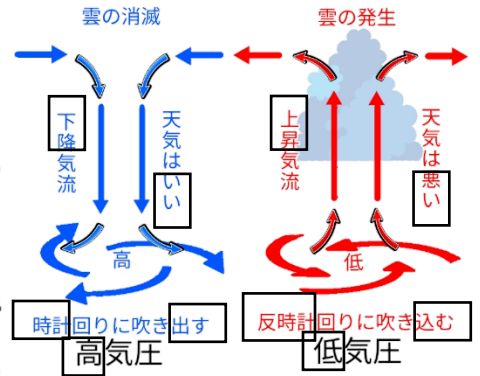 雲の消滅
下降気流
天気はいい
高
時計回りに吹き出す
高気圧
雲の発生
上昇気流
天気は悪い
低
反時計回りに吹き込む
低気圧